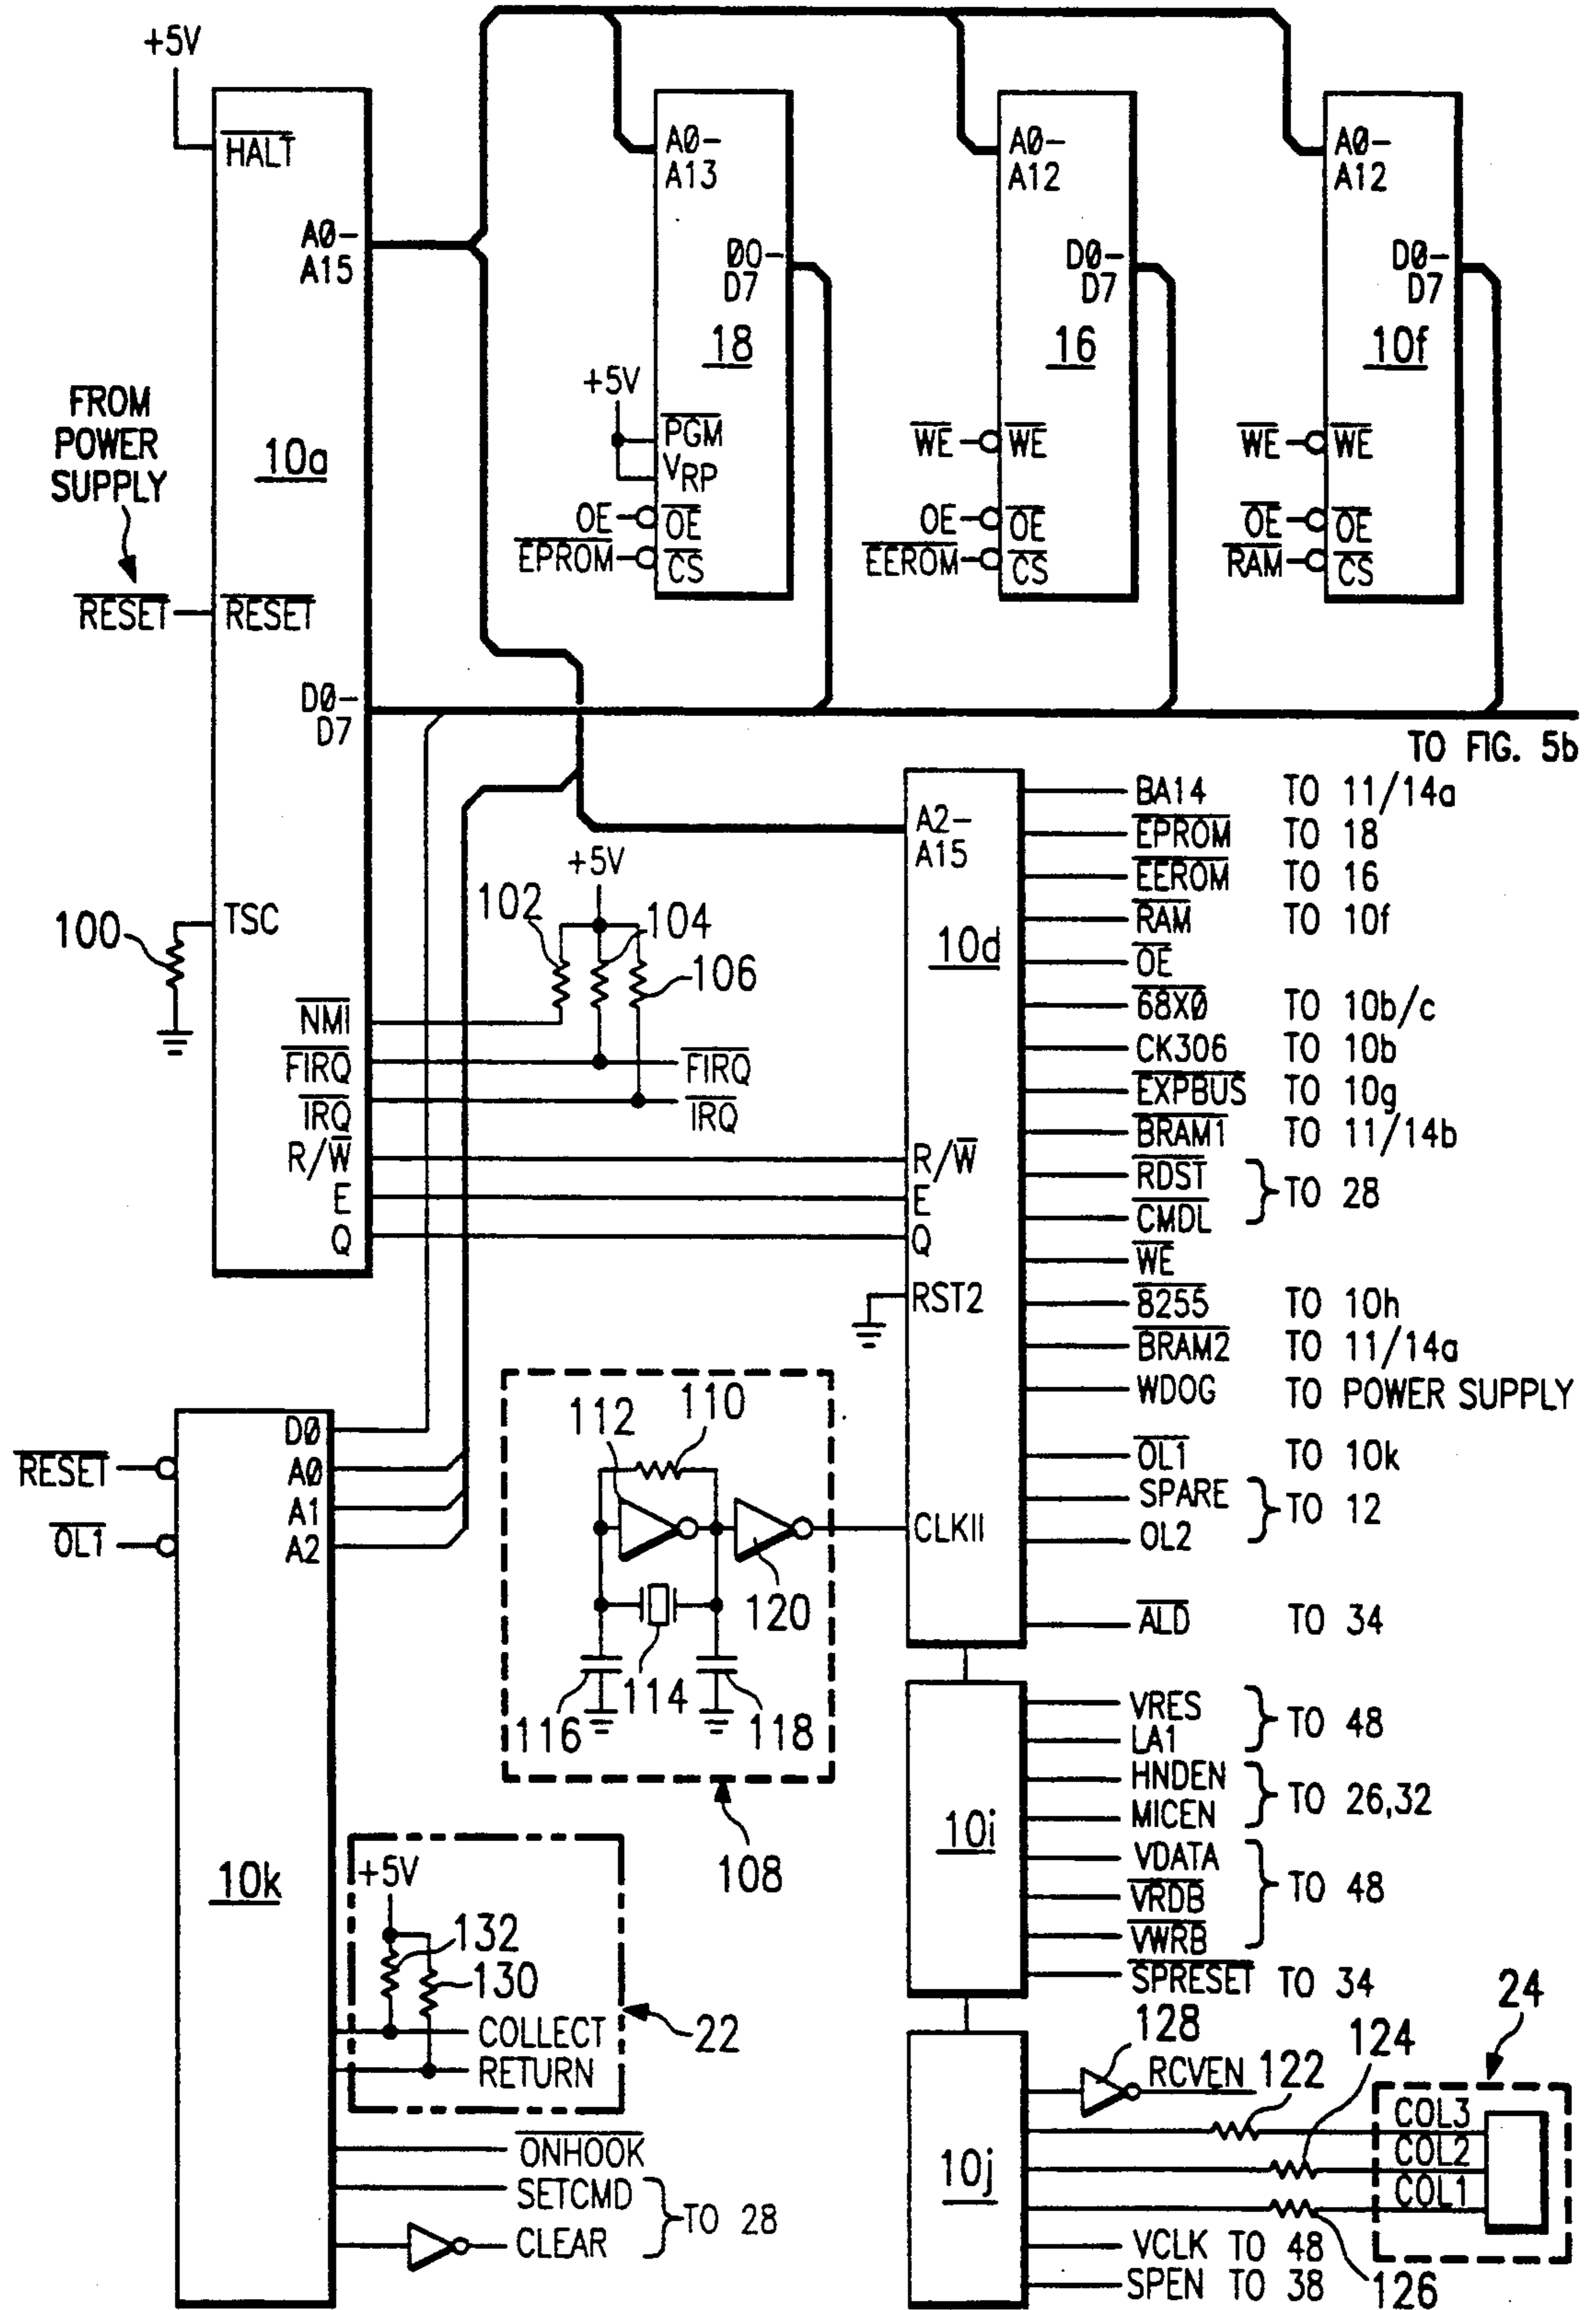 +5V
HALT
A0-
A15
FROM
POWER
SUPPLY
10a
RESET
RESET
D0-
D7
100
TSC
NMI
FIRQ
IRQ
R/W
E
Q
A0-
A13
D0-
D7
18
+5V
PGM
VRP
OE
OE
EPROM
CS
A0-
A12
D0-
D7
16
WE
WE
OE
OE
EEROM
CS
A0-
A12
D0-
D7
10f
WE
WE
OE
OE
RAM
CS
TO FIG. 5b
+5V
102
104
106
FIRQ
IRQ
A2-
A15
10d
R/W
E
Q
RST2
CLKII
BA14 TO 11/14a
EPROM TO 18
EEROM TO 16
RAM TO 10f
OE
68X0 TO 10b/c
CK306 TO 10b
EXPBUS TO 10g
BRAM1 TO 11/14b
RDST
CMDL
TO 28
WE
8255 TO 10h
BRAM2 TO 11/14a
WDOG TO POWER SUPPLY
OL1 TO 10k
SPARE
OL2
TO 12
ALD TO 34
112
110
120
116
114
118
108
RESET
OL1
D0
A0
A1
A2
10k
+5V
132
130
COLLECT
RETURN
22
ONHOOK
SETCMD
CLEAR
TO 28
10i
VRES
LA1
TO 48
HNDEN
MICEN
TO 26,32
VDATA
VRDB
VWRB
TO 48
SPRESET TO 34
10j
128
RCVEN
122
124
24
COL3
COL2
COL1
126
VCLK TO 48
SPEN TO 38